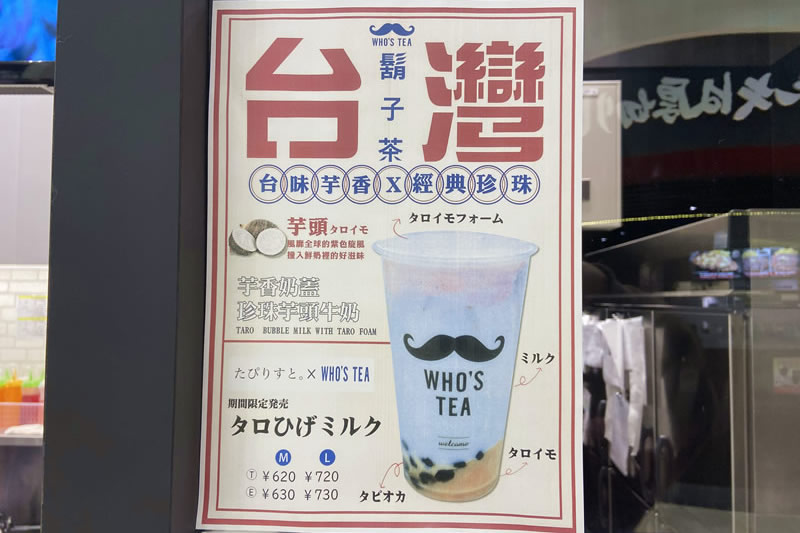 WHO'S TEA
台灣
鬍子茶
台味芋香X經典珍珠
タロイモフォーム
芋頭 タロイモ
風靡全球的紫色旋風
撞入鮮奶裡的好滋味
芋香奶蓋
珍珠芋頭牛奶
TARO BUBBLE MILK WITH TARO FOAM
ミルク
WHO'S
TEA
welcome
たぴりすと。× WHO'S TEA
期間限定発売
タロひげミルク
M L
T ¥620 ¥720
E ¥630 ¥730
タロイモ
タピオカ
は厚切り